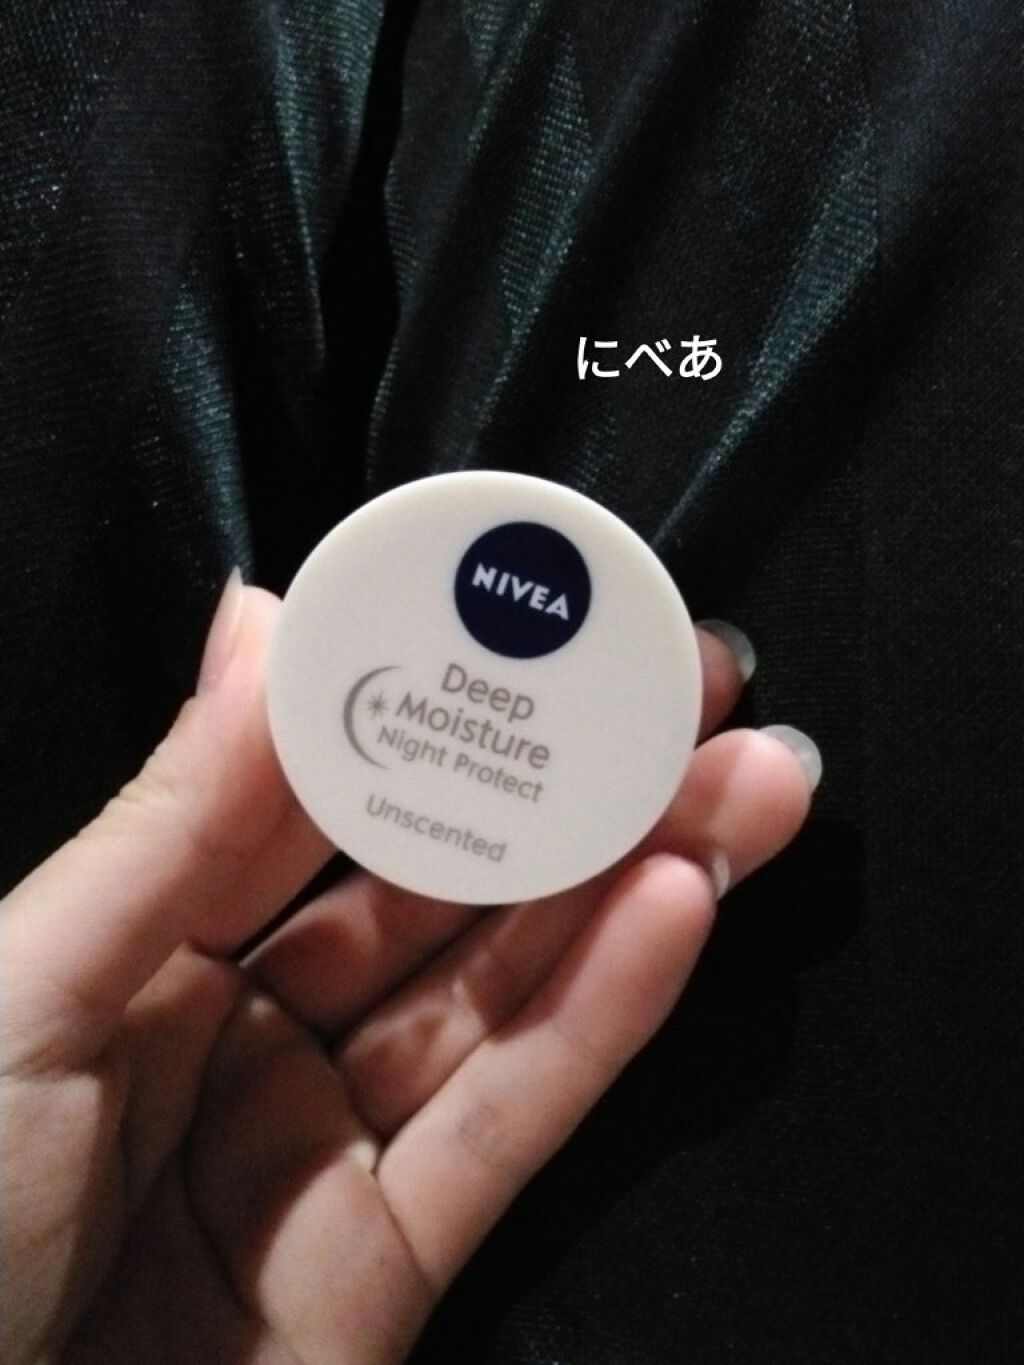 にべあ
NIVEA
Deep
Moisture
Night Protect
Unscented